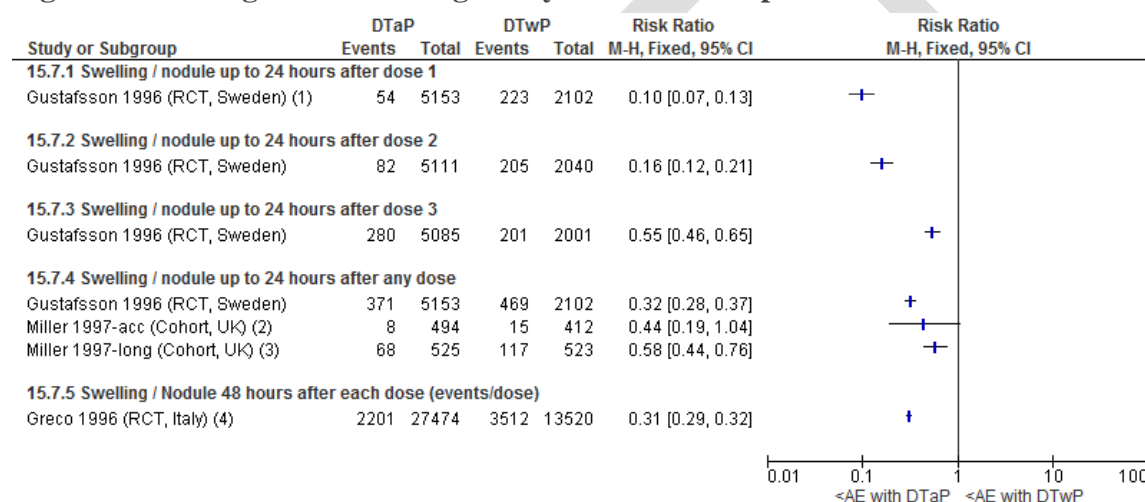 DTaP DTwP Risk Ratio Risk Ratio
Study or Subgroup Events Total Events Total M-H, Fixed, 95% CI M-H, Fixed, 95% CI
15.7.1 Swelling / nodule up to 24 hours after dose 1
Gustafsson 1996 (RCT, Sweden) (1) 54 5153 223 2102 0.10 [0.07, 0.13]
15.7.2 Swelling / nodule up to 24 hours after dose 2
Gustafsson 1996 (RCT, Sweden) 82 5111 205 2040 0.16 [0.12, 0.21]
15.7.3 Swelling / nodule up to 24 hours after dose 3
Gustafsson 1996 (RCT, Sweden) 280 5085 201 2001 0.55 [0.46, 0.65]
15.7.4 Swelling / nodule up to 24 hours after any dose
Gustafsson 1996 (RCT, Sweden) 371 5153 469 2102 0.32 [0.28, 0.37]
Miller 1997-acc (Cohort, UK) (2) 8 494 15 412 0.44 [0.19, 1.04]
Miller 1997-long (Cohort, UK) (3) 68 525 117 523 0.58 [0.44, 0.76]
15.7.5 Swelling / Nodule 48 hours after each dose (events/dose)
Greco 1996 (RCT, Italy) (4) 2201 27474 3512 13520 0.31 [0.29, 0.32]
0.01 0.1 1 10 100
<AE with DTaP <AE with DTwP